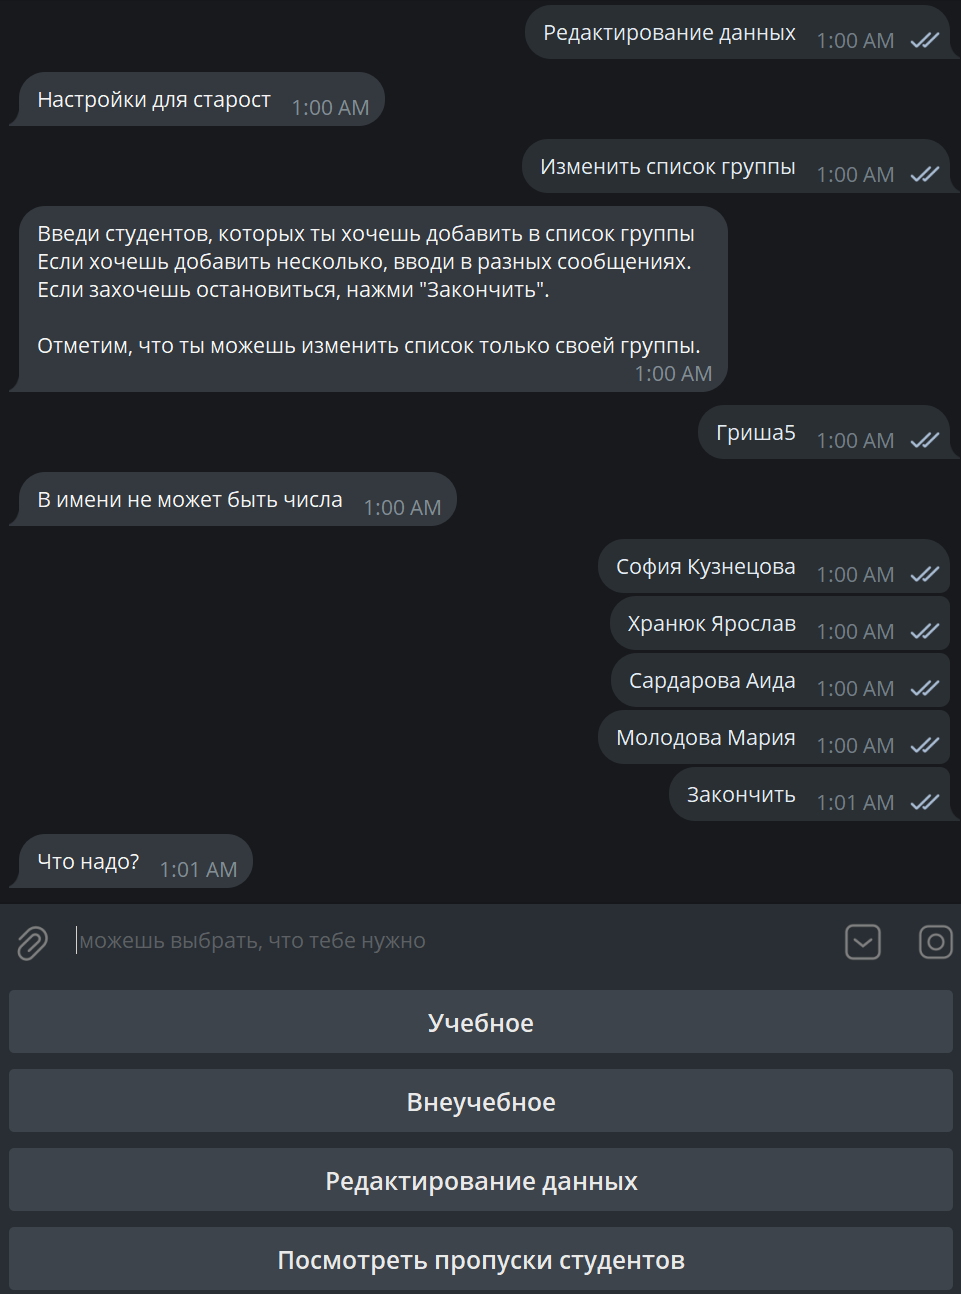 Редактирование данных 1:00 AM
Настройки для старост 1:00 AM
Изменить список группы 1:00 AM
Введи студентов, которых ты хочешь добавить в список группы
Если хочешь добавить несколько, вводи в разных сообщениях.
Если захочешь остановиться, нажми "Закончить".
Отметим, что ты можешь изменить список только своей группы.
1:00 AM
Гриша5 1:00 AM
В имени не может быть числа 1:00 AM
София Кузнецова 1:00 AM
Хранюк Ярослав 1:00 AM
Сардарова Аида 1:00 AM
Молодова Мария 1:00 AM
Закончить 1:01 AM
Что надо? 1:01 AM
можешь выбрать, что тебе нужно
Учебное
Внеучебное
Редактирование данных
Посмотреть пропуски студентов